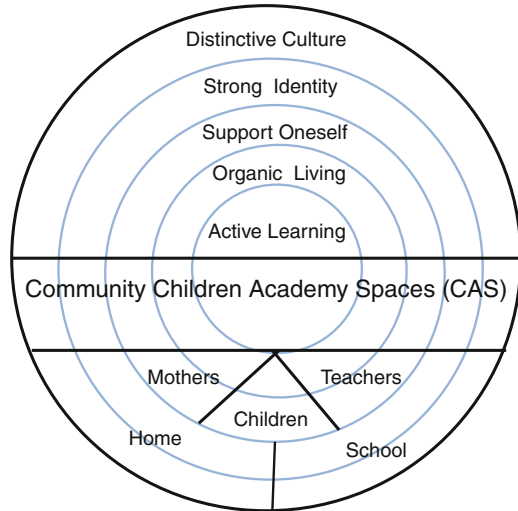 Distinctive Culture
Strong Identity
Support Oneself
Organic Living
Active Learning
Community Children Academy Spaces (CAS)
Mothers
Teachers
Children
Home
School